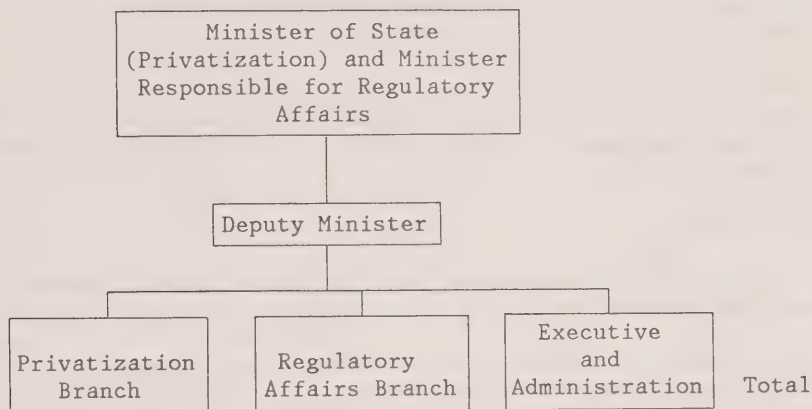 Minister of State
(Privatization) and Minister
Responsible for Regulatory
Affairs
Deputy Minister
Privatization
Branch
Regulatory
Affairs Branch
Executive
and
Administration
Total